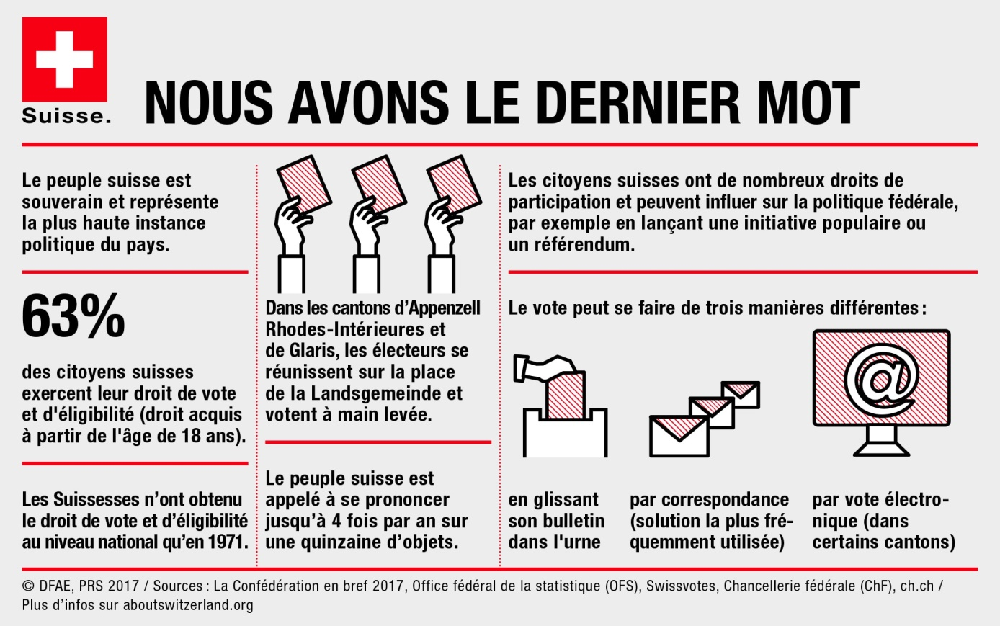 Suisse.
NOUS AVONS LE DERNIER MOT
Le peuple suisse est
souverain et représente
la plus haute instance
politique du pays.
63%
des citoyens suisses
exercent leur droit de vote
et d'éligibilité (droit acquis
à partir de l'âge de 18 ans).
Les Suissesses n’ont obtenu
le droit de vote et d’éligibilité
au niveau national qu’en 1971.
Dans les cantons d’Appenzell
Rhodes-Intérieures et
de Glaris, les électeurs se
réunissent sur la place
de la Landsgemeinde et
votent à main levée.
Le peuple suisse est
appelé à se prononcer
jusqu’à 4 fois par an sur
une quinzaine d’objets.
Les citoyens suisses ont de nombreux droits de
participation et peuvent influer sur la politique fédérale,
par exemple en lançant une initiative populaire ou
un référendum.
Le vote peut se faire de trois manières différentes :
@
en glissant
son bulletin
dans l'urne
par correspondance
(solution la plus fré-
quemment utilisée)
par vote électro-
nique (dans
certains cantons)
© DFAE, PRS 2017 / Sources : La Confédération en bref 2017, Office fédéral de la statistique (OFS), Swissvotes, Chancellerie fédérale (ChF), ch.ch /
Plus d’infos sur aboutswitzerland.org